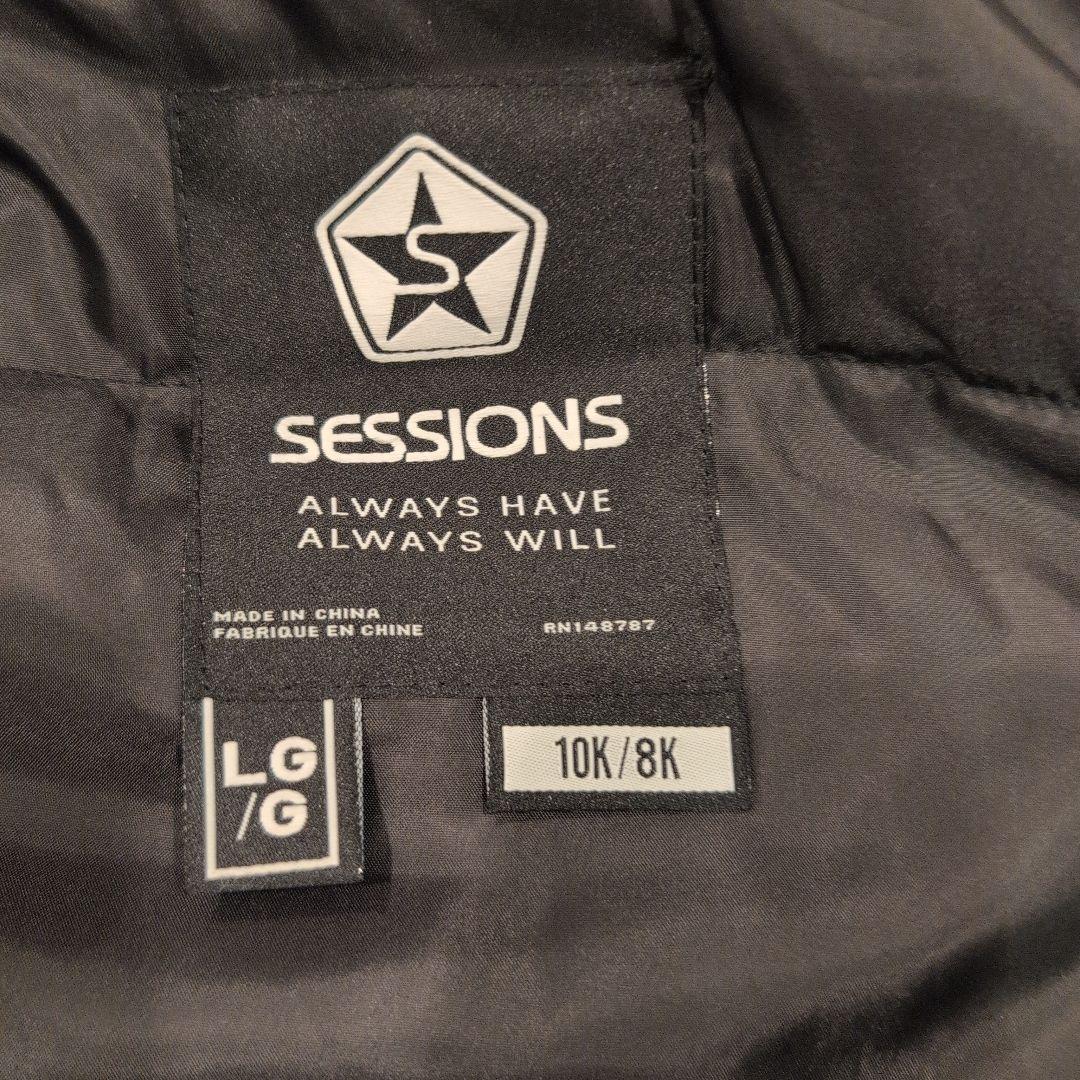 S
SESSIONS
ALWAYS HAVE
ALWAYS WILL
MADE IN CHINA
FABRIQUE EN CHINE
RN148787
LG
/G
10K/8K